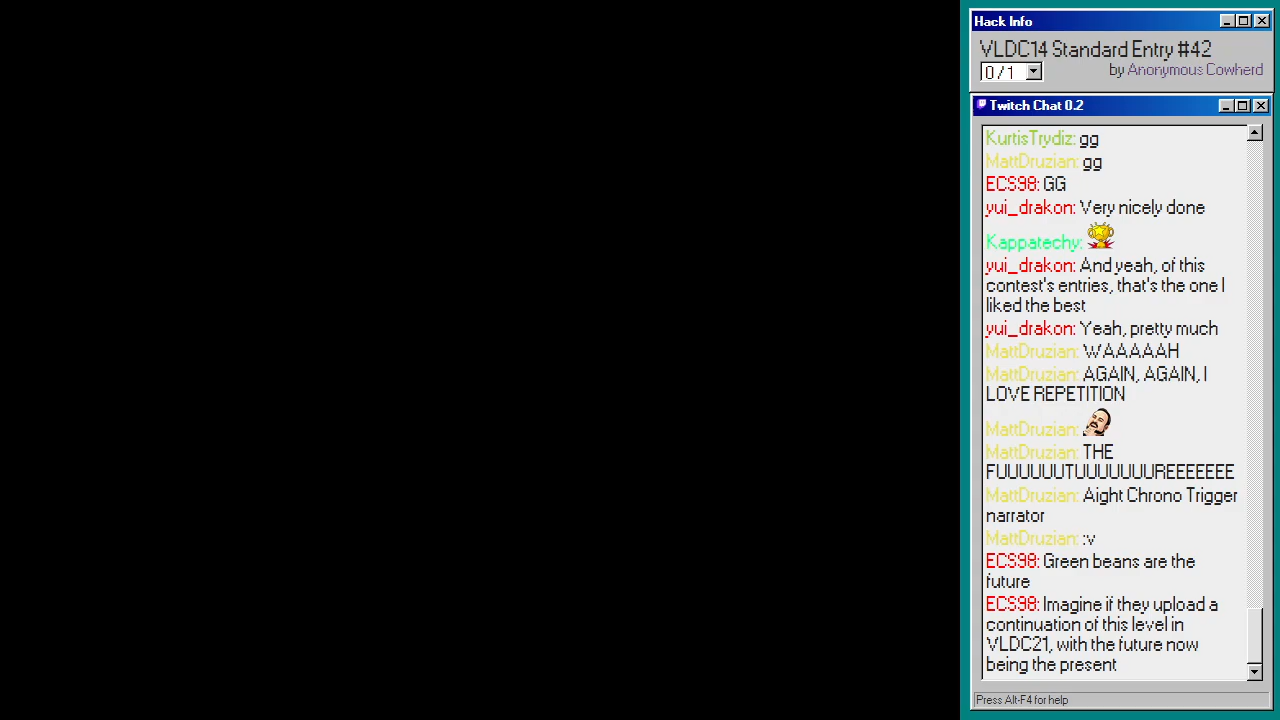 Hack Info
VLDC14 Standard Entry #42
0/1
by Anonymous Cowherd
Twitch Chat 0.2
KurtisTrydiz: gg
MattDruzian: gg
ECS98: GG
yui_drakon: Very nicely done
Kappatechy:
yui_drakon: And yeah, of this
contest's entries, that's the one I
liked the best
yui_drakon: Yeah, pretty much
MattDruzian: WAAAAAH
MattDruzian: AGAIN, AGAIN, I
LOVE REPETITION
MattDruzian:
MattDruzian: THE
FUUUUUUTUUUUUUUREEEEEEE
MattDruzian: Aight Chrono Trigger
narrator
MattDruzian: :v
ECS98: Green beans are the
future
ECS98: Imagine if they upload a
continuation of this level in
VLDC21, with the future now
being the present
Press Alt-F4 for help